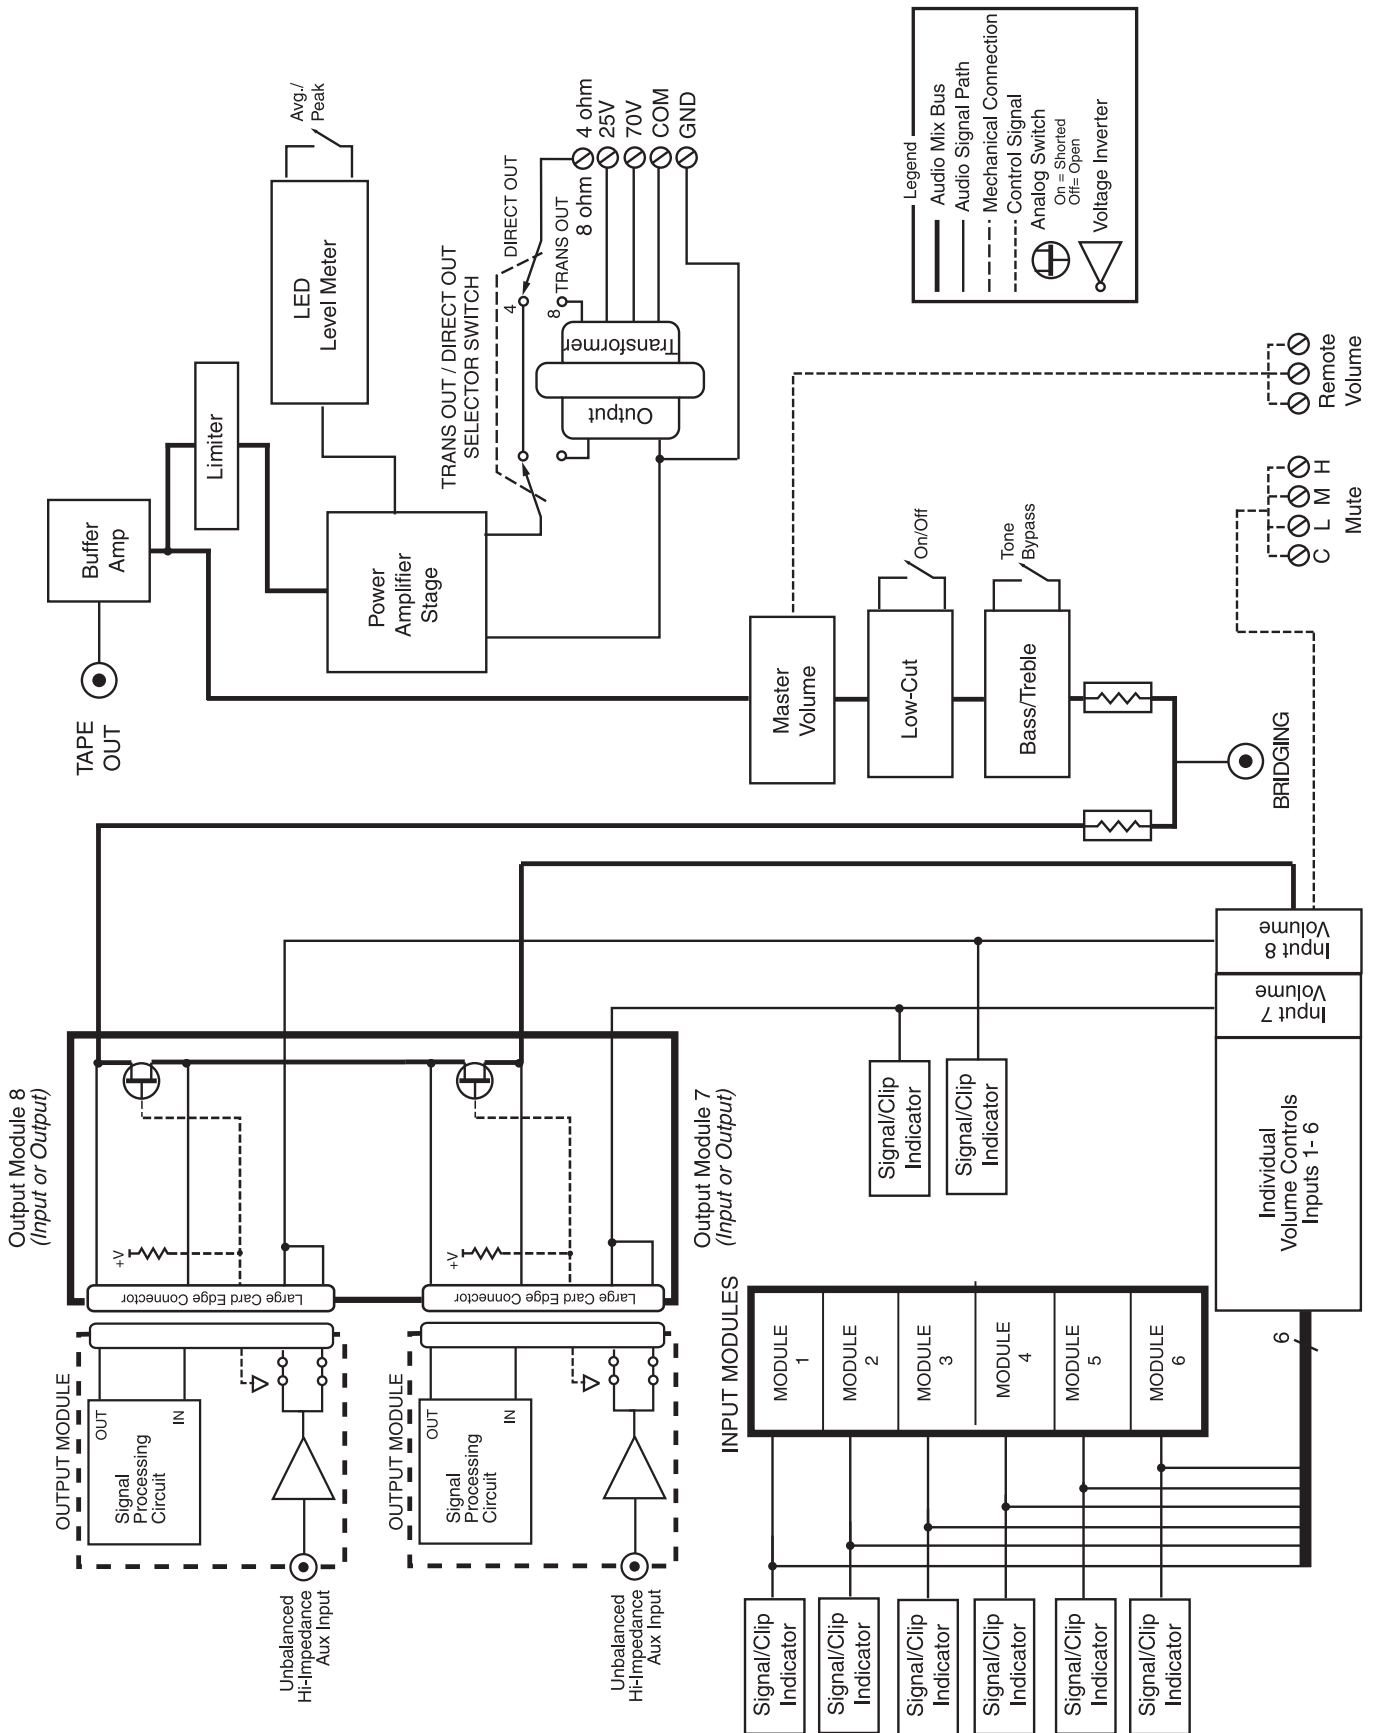 Output Module 8
(Input or Output)
OUTPUT MODULE
OUT
IN
Signal
Processing
Circuit
Unbalanced
Hi-Impedance
Aux Input
+V
Large Card Edge Connector
Output Module 7
(Input or Output)
OUTPUT MODULE
OUT
IN
Signal
Processing
Circuit
Unbalanced
Hi-Impedance
Aux Input
+V
Large Card Edge Connector
INPUT MODULES
MODULE
1
MODULE
2
MODULE
3
MODULE
4
MODULE
5
MODULE
6
Signal/Clip
Indicator
Signal/Clip
Indicator
Signal/Clip
Indicator
Signal/Clip
Indicator
Signal/Clip
Indicator
Signal/Clip
Indicator
6
Individual
Volume Controls
Inputs 1- 6
Input 7
Volume
Input 8
Volume
Signal/Clip
Indicator
Signal/Clip
Indicator
BRIDGING
Bass/Treble
Tone
Bypass
Low-Cut
On/Off
Master
Volume
TAPE
OUT
Buffer
Amp
Limiter
Power
Amplifier
Stage
LED
Level Meter
Avg./
Peak
TRANS OUT / DIRECT OUT
SELECTOR SWITCH
4
DIRECT OUT
8
TRANS OUT
Output
Transformer
8 ohm
4 ohm
25V
70V
COM
GND
C
L
M
H
Mute
Remote
Volume
Legend
Audio Mix Bus
Audio Signal Path
Mechanical Connection
Control Signal
Analog Switch
On = Shorted
Off= Open
Voltage Inverter